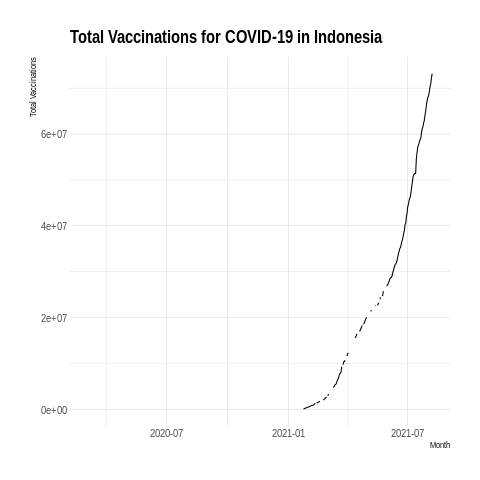 Total Vaccinations for COVID-19 in Indonesia
Total Vaccinations
6e+07
4e+07
2e+07
0e+00
2020-07 2021-01 2021-07
Month